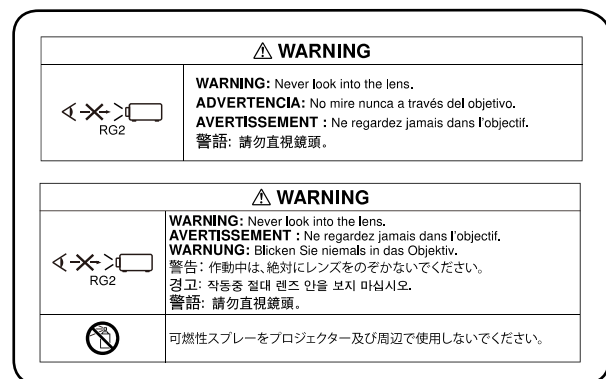 ⚠ WARNING
RG2
WARNING: Never look into the lens.
ADVERTENCIA: No mire nunca a través del objetivo.
AVERTISSEMENT : Ne regardez jamais dans l'objectif.
警語: 請勿直視鏡頭。
⚠ WARNING
RG2
WARNING: Never look into the lens.
AVERTISSEMENT : Ne regardez jamais dans l'objectif.
WARNUNG: Blicken Sie niemals in das Objektiv.
警告: 作動中は、絶対にレンズをのぞかないでください。
경고: 작동중 절대 렌즈 안을 보지 마십시오.
警語: 請勿直視鏡頭。
可燃性スプレーをプロジェクター及び周辺で使用しないでください。